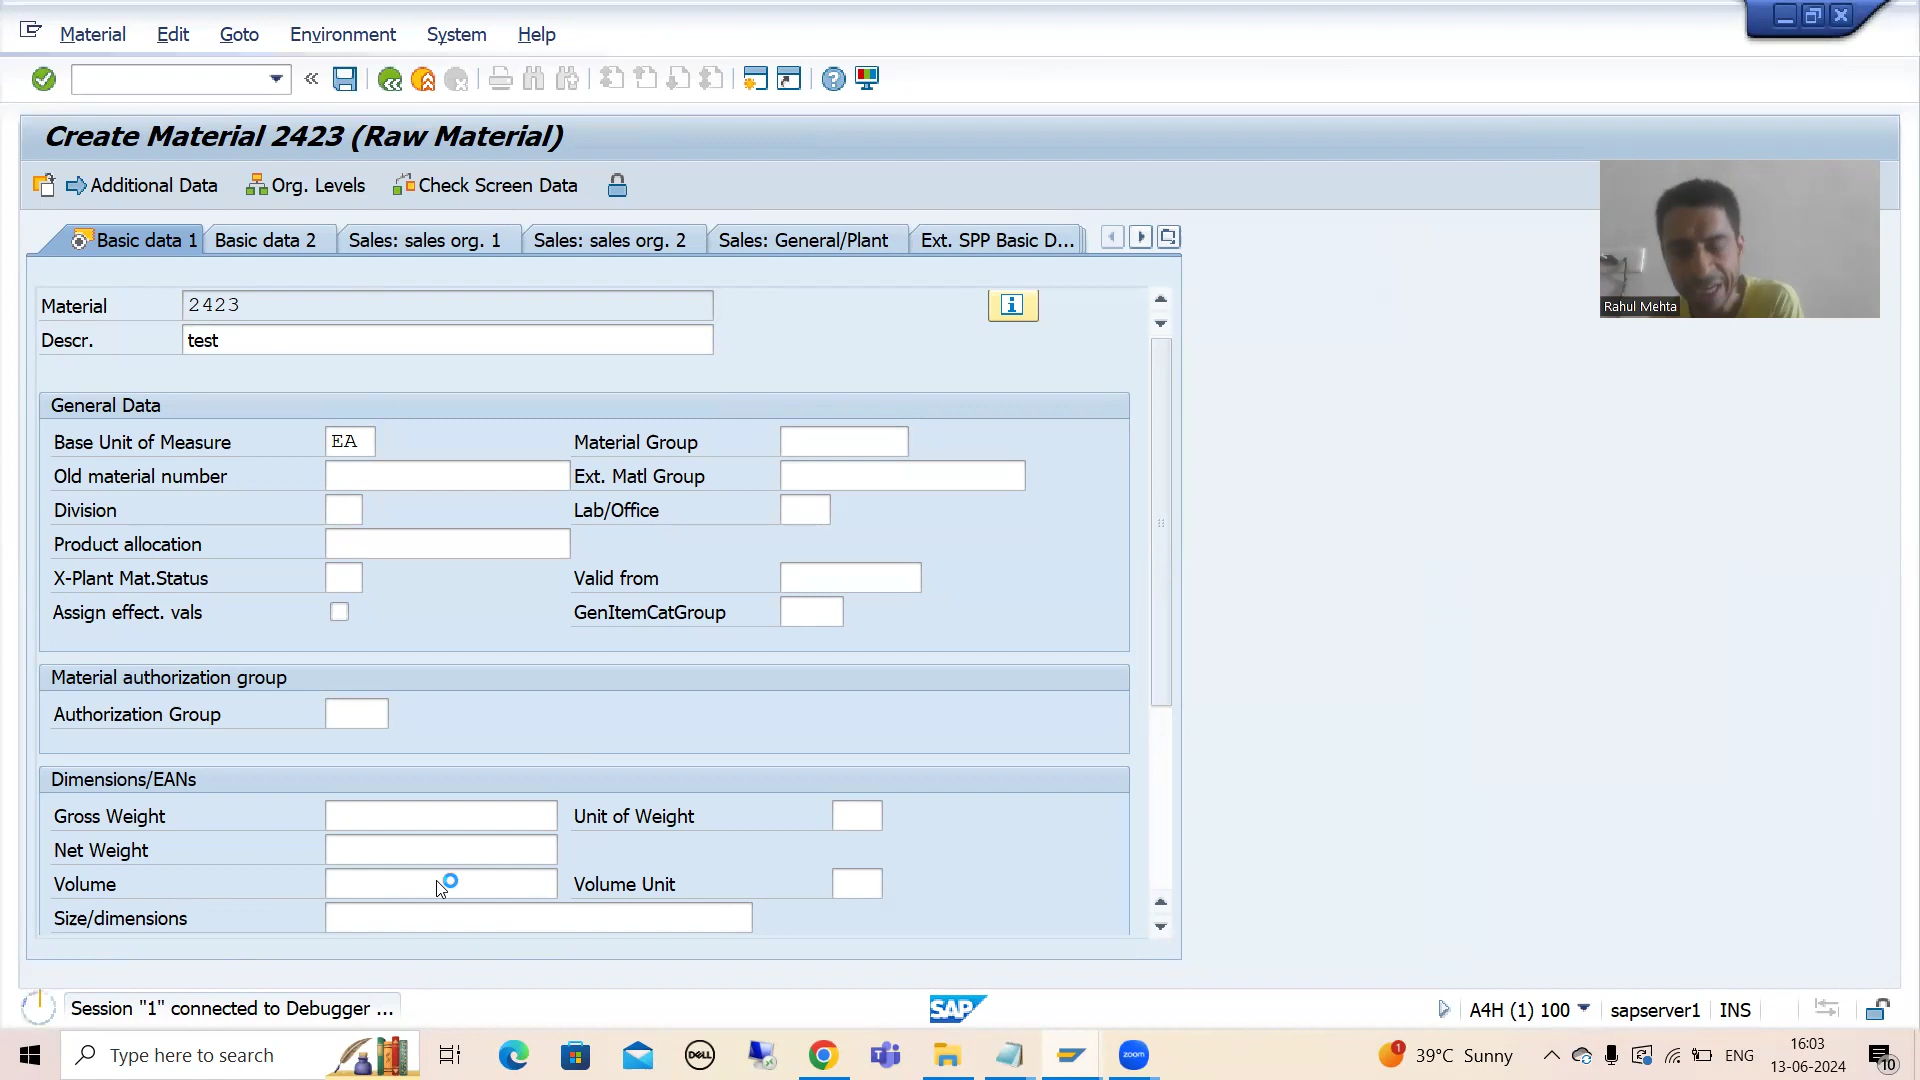 Material Edit Goto Environment System Help
Create Material 2423 (Raw Material)
Additional Data Org. Levels Check Screen Data
Basic data 1 Basic data 2 Sales: sales org. 1 Sales: sales org. 2 Sales: General/Plant Ext. SPP Basic D...
Material 2423
Descr. test
Rahul Mehta
General Data
Base Unit of Measure EA Material Group
Old material number Ext. Matl Group
Division Lab/Office
Product allocation
X-Plant Mat.Status Valid from
Assign effect. vals GenItemCatGroup
Material authorization group
Authorization Group
Dimensions/EANs
Gross Weight Unit of Weight
Net Weight
Volume Volume Unit
Size/dimensions
Session "1" connected to Debugger ... SAP A4H (1) 100 sapserver1 INS
Type here to search DELL zoom 1 39°C Sunny ENG 16:03
13-06-2024 10